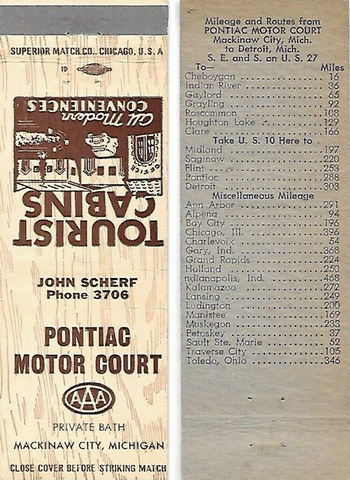 SUPERIOR MATCH CO., CHICAGO, U.S.A
19
All Modern
CONVENIENCES
OFFICE
TOURIST
CABINS
JOHN SCHERF
Phone 3706
PONTIAC
MOTOR COURT
AAA
PRIVATE BATH
MACKINAW CITY, MICHIGAN
CLOSE COVER BEFORE STRIKING MATCH
Mileage and Routes from
PONTIAC MOTOR COURT
Mackinaw City, Mich.
to Detroit, Mich.
S. E. and S. on U. S. 27
To— Miles
Cheboygan 16
Indian River 36
Gaylord 65
Grayling 92
Roscommon 108
Houghton Lake 129
Clare 166
Take U. S. 10 Here to
Midland 197
Saginaw 220
Flint 253
Pontiac 288
Detroit 303
Miscellaneous Mileage
Ann Arbor 291
Alpena 94
Bay City 196
Chicago, Ill. 396
Charlevoix 54
Gary, Ind. 368
Grand Rapids 224
Holland 250
ndianapolis, Ind. 468
Kalamazoo 272
Lansing 249
Ludington 200
Manistee 169
Muskegon 233
Petoskey 37
Sault Ste. Marie 52
Traverse City 105
Toledo, Ohio 346